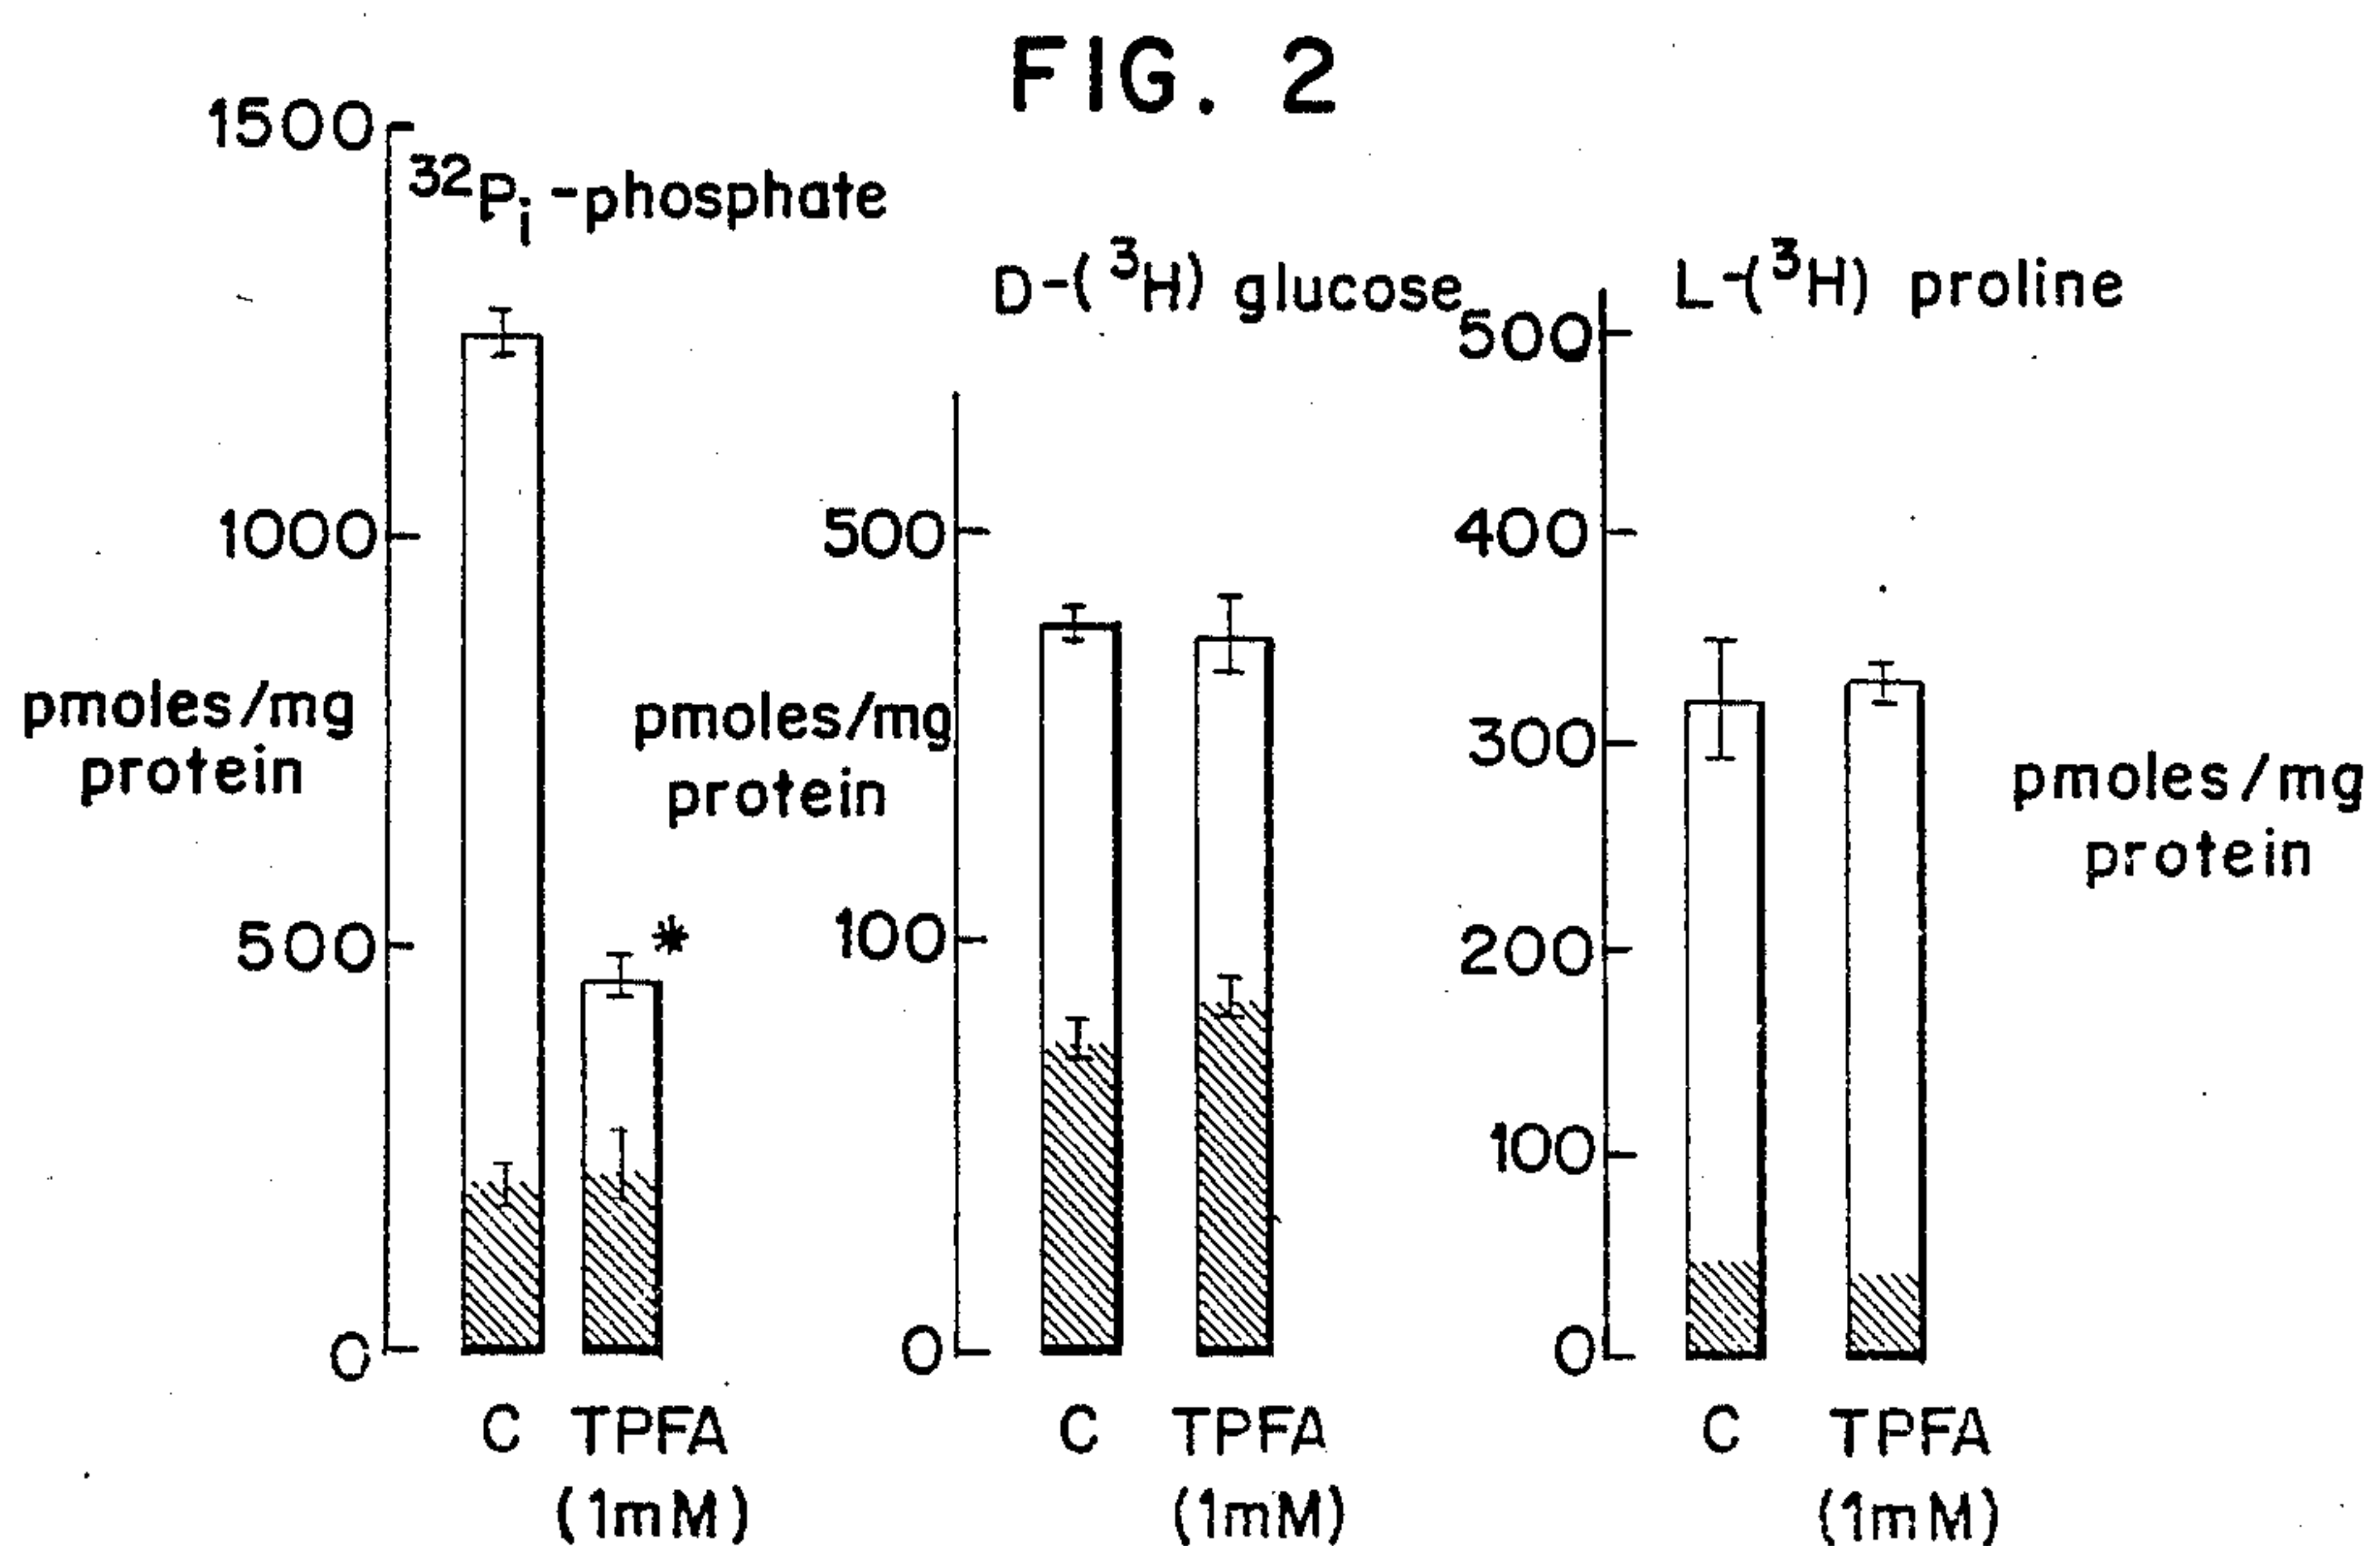 FIG. 2
1500
³²Pᵢ-phosphate
1000
500
0
pmoles/mg
protein
C TPFA
(1mM)
D-(³H) glucose
500
100
0
pmoles/mg
protein
*
C TPFA
(1mM)
L-(³H) proline
500
400
300
200
100
0
pmoles/mg
protein
C TPFA
(1mM)